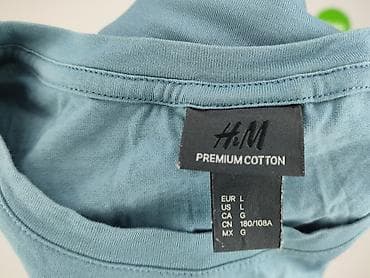 H&M
PREMIUM COTTON
EUR L
US L
CA G
CN 180/108A
MX G